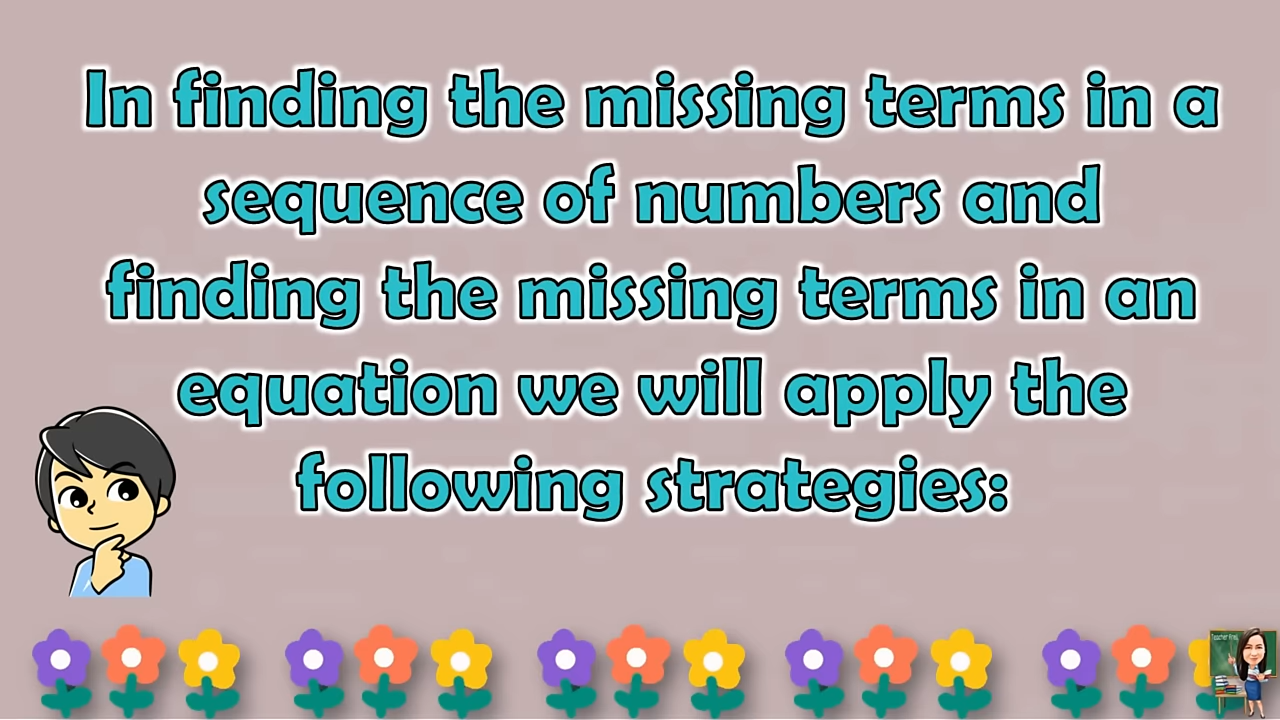 In finding the missing terms in a
sequence of numbers and
finding the missing terms in an
equation we will apply the
following strategies: